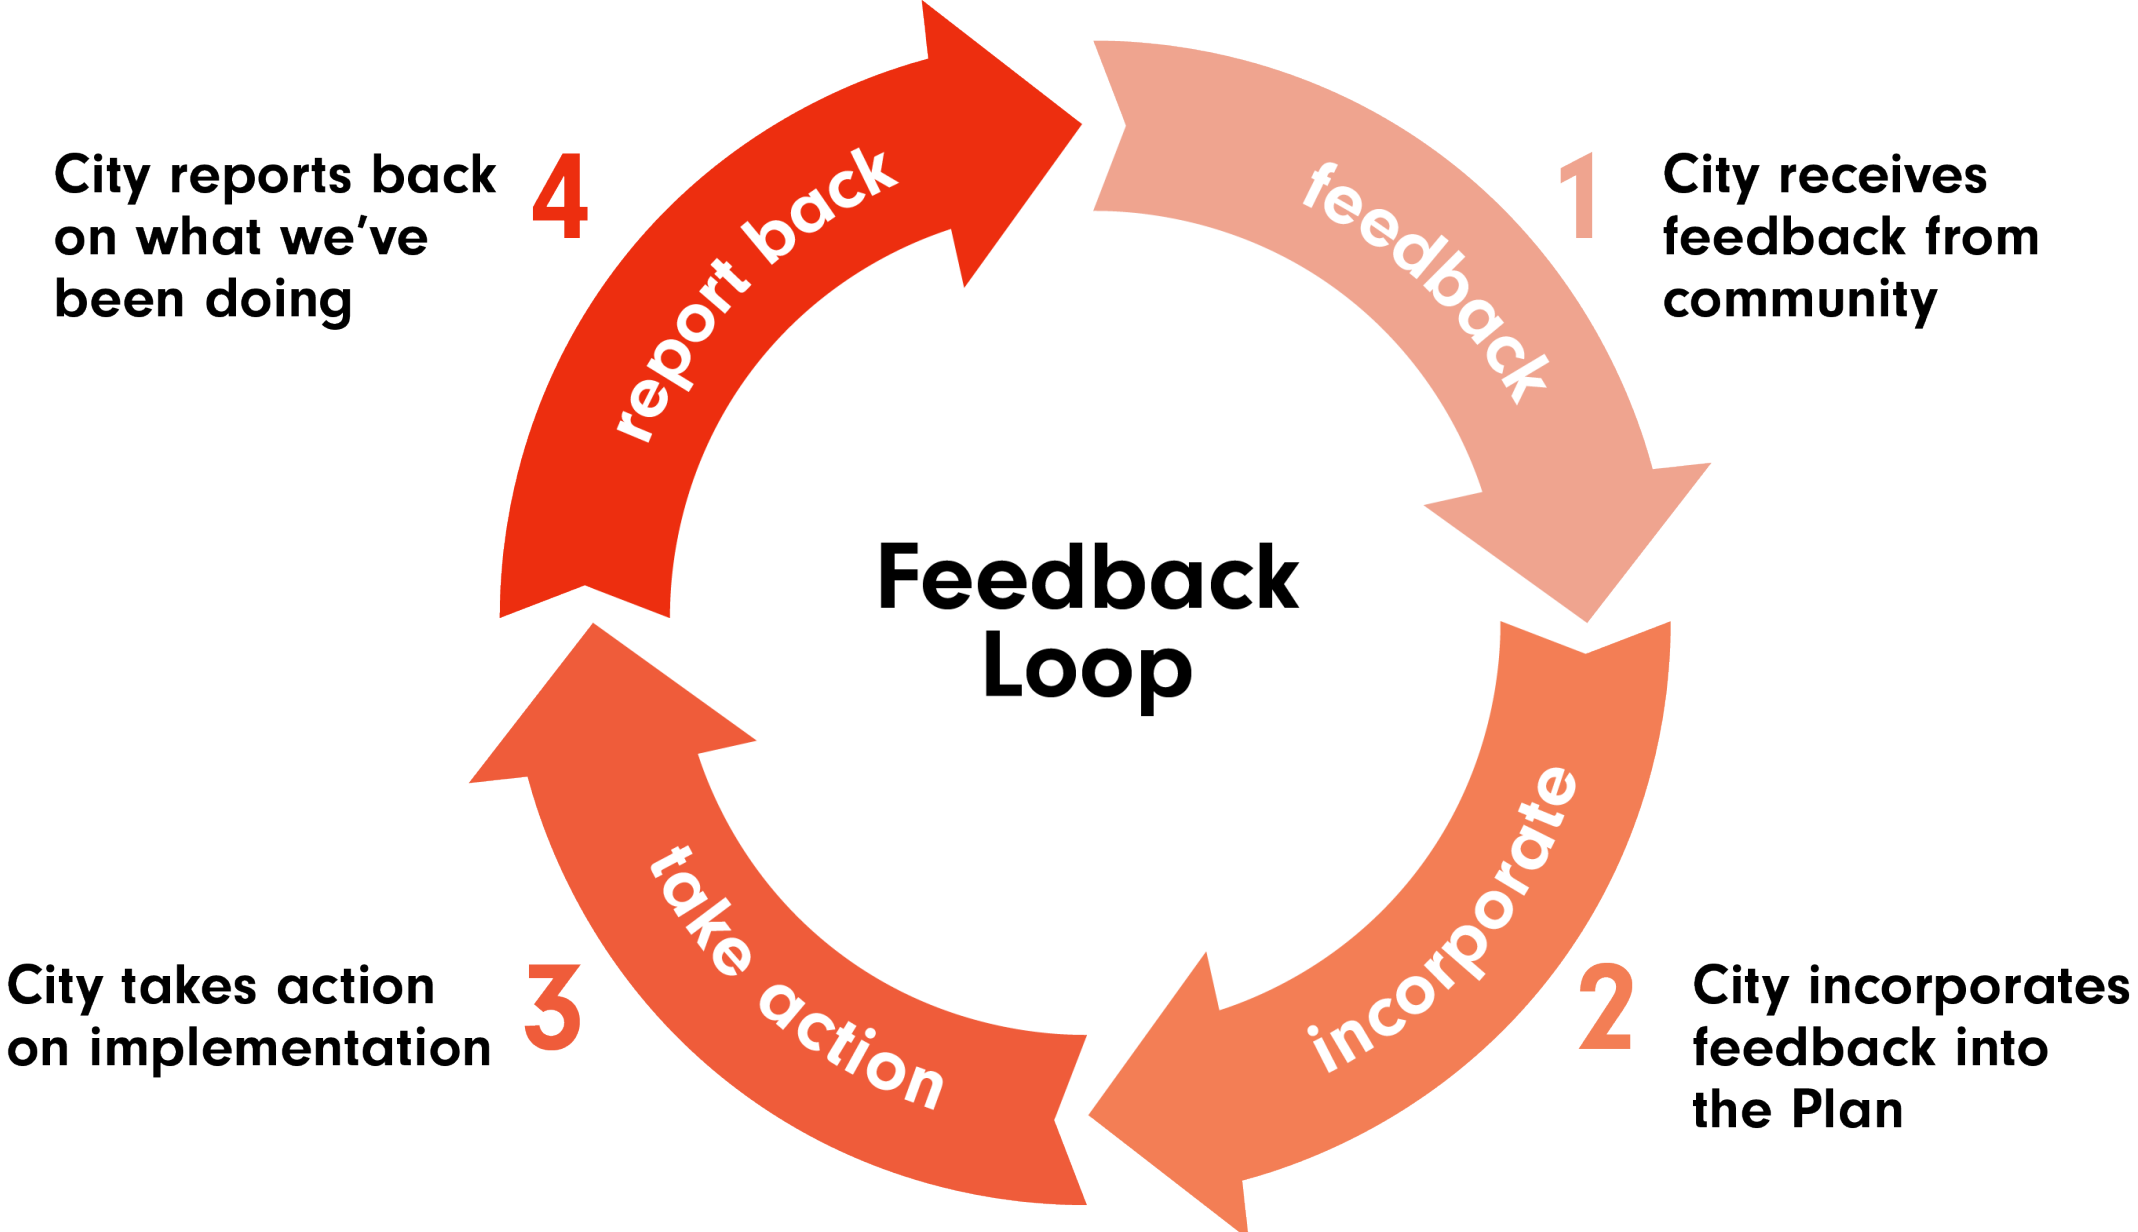 Feedback
Loop
feedback
1
City receives
feedback from
community
incorporate
2
City incorporates
feedback into
the Plan
take action
3
City takes action
on implementation
report back
4
City reports back
on what we’ve
been doing